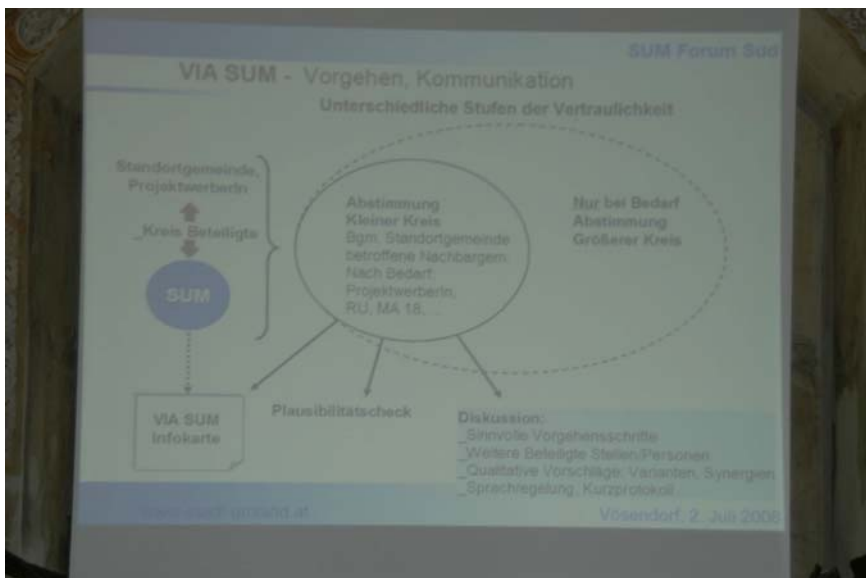 SUM Forum Süd
VIA SUM - Vorgehen, Kommunikation
Unterschiedliche Stufen der Vertraulichkeit
Standortgemeinde,
ProjektwerberIn
_Kreis Beteiligte
SUM
VIA SUM
Infokarte
Abstimmung
Kleiner Kreis
Bgm, Standortgemeinde
betroffene Nachbargem.
Nach Bedarf:
ProjektwerberIn,
RU, MA 18, ...
Nur bei Bedarf
Abstimmung
Größerer Kreis
Plausibilitätscheck
Diskussion:
_Sinnvolle Vorgehensschritte
_Weitere Beteiligte Stellen/Personen
_Qualitative Vorschläge: Varianten, Synergien
_Sprachregelung, Kurzprotokoll
Vösendorf, 2. Juli 2008